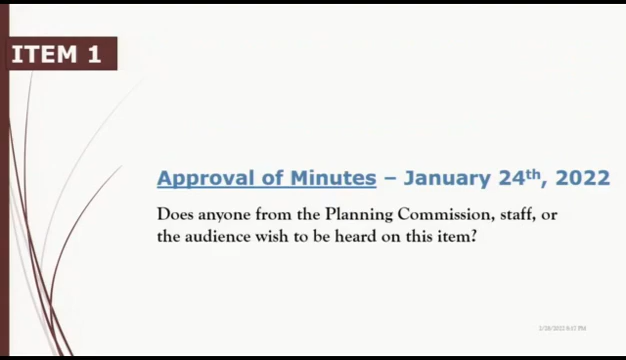 ITEM 1
Approval of Minutes – January 24th, 2022
Does anyone from the Planning Commission, staff, or
the audience wish to be heard on this item?